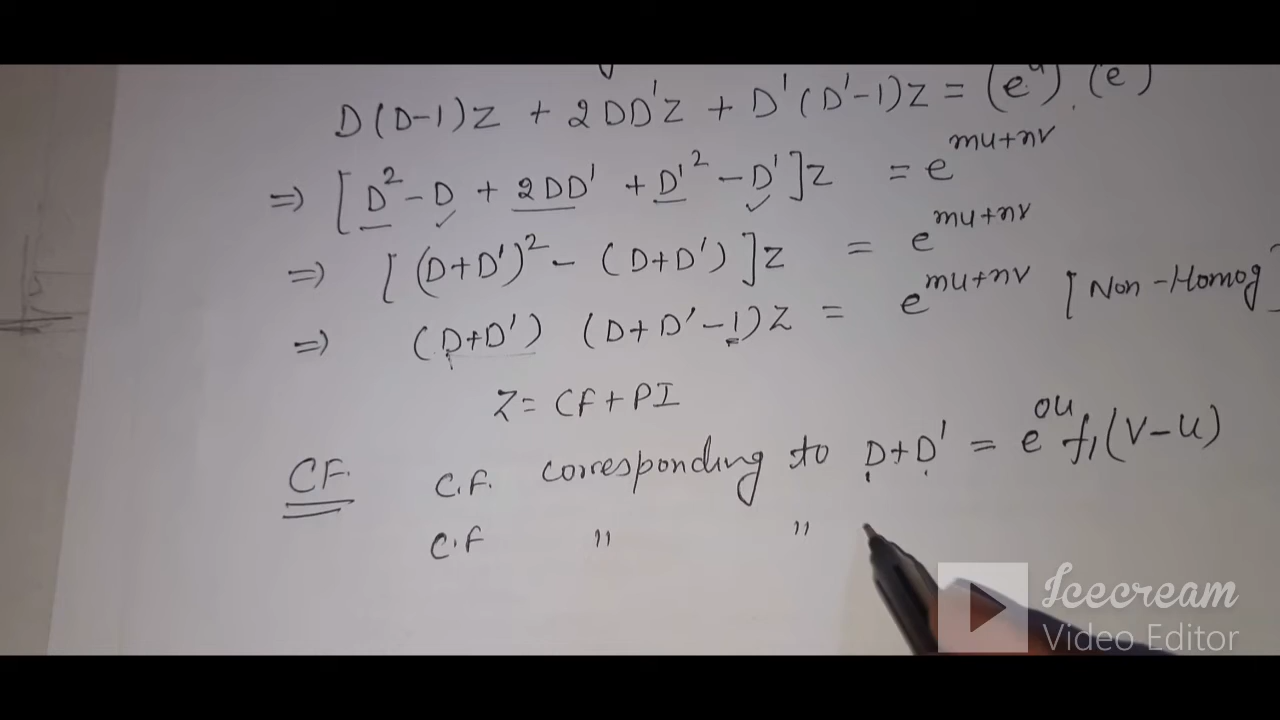 D(D-1)z + 2DD'z + D'(D'-1)z = (e^u) . (e )
=> [D^2 - D + 2DD' + D'^2 - D']z = e^{mu+nv}
=> [(D+D')^2 - (D+D')]z = e^{mu+nv}
=> (D+D') (D+D'-1)z = e^{mu+nv} [Non-Homog]
Z = CF + PI
CF. C.F. corresponding to D+D' = e^{0u} f₁(V-u)
C.F " "
Icecream
Video Editor